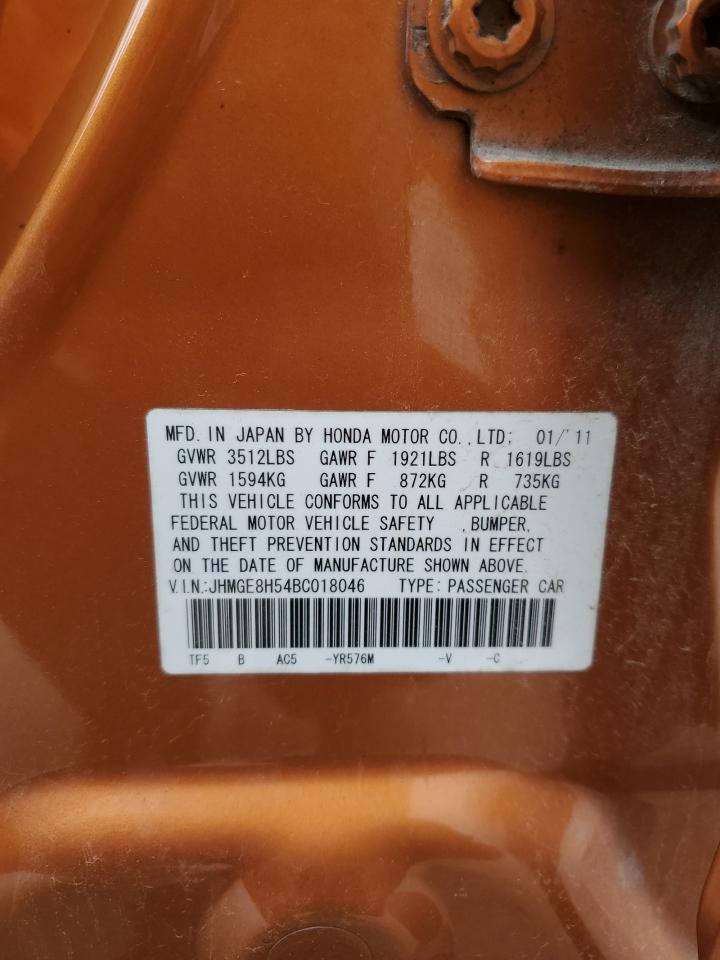 MFD. IN JAPAN BY HONDA MOTOR CO.,LTD; 01/'11
GVWR 3512LBS GAWR F 1921LBS R 1619LBS
GVWR 1594KG GAWR F 872KG R 735KG
THIS VEHICLE CONFORMS TO ALL APPLICABLE
FEDERAL MOTOR VEHICLE SAFETY ,BUMPER,
AND THEFT PREVENTION STANDARDS IN EFFECT
ON THE DATE OF MANUFACTURE SHOWN ABOVE.
V.I.N.:JHMGE8H54BC018046 TYPE: PASSENGER CAR
TF5 B AC5 -YR576M -V -C